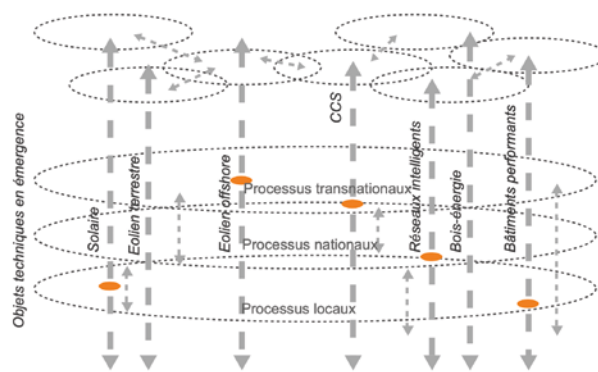 Objets techniques en émergence
Solaire
Eolien terrestre
Eolien offshore
CCS
Réseaux intelligents
Bois-énergie
Bâtiments performants
Processus transnationaux
Processus nationaux
Processus locaux